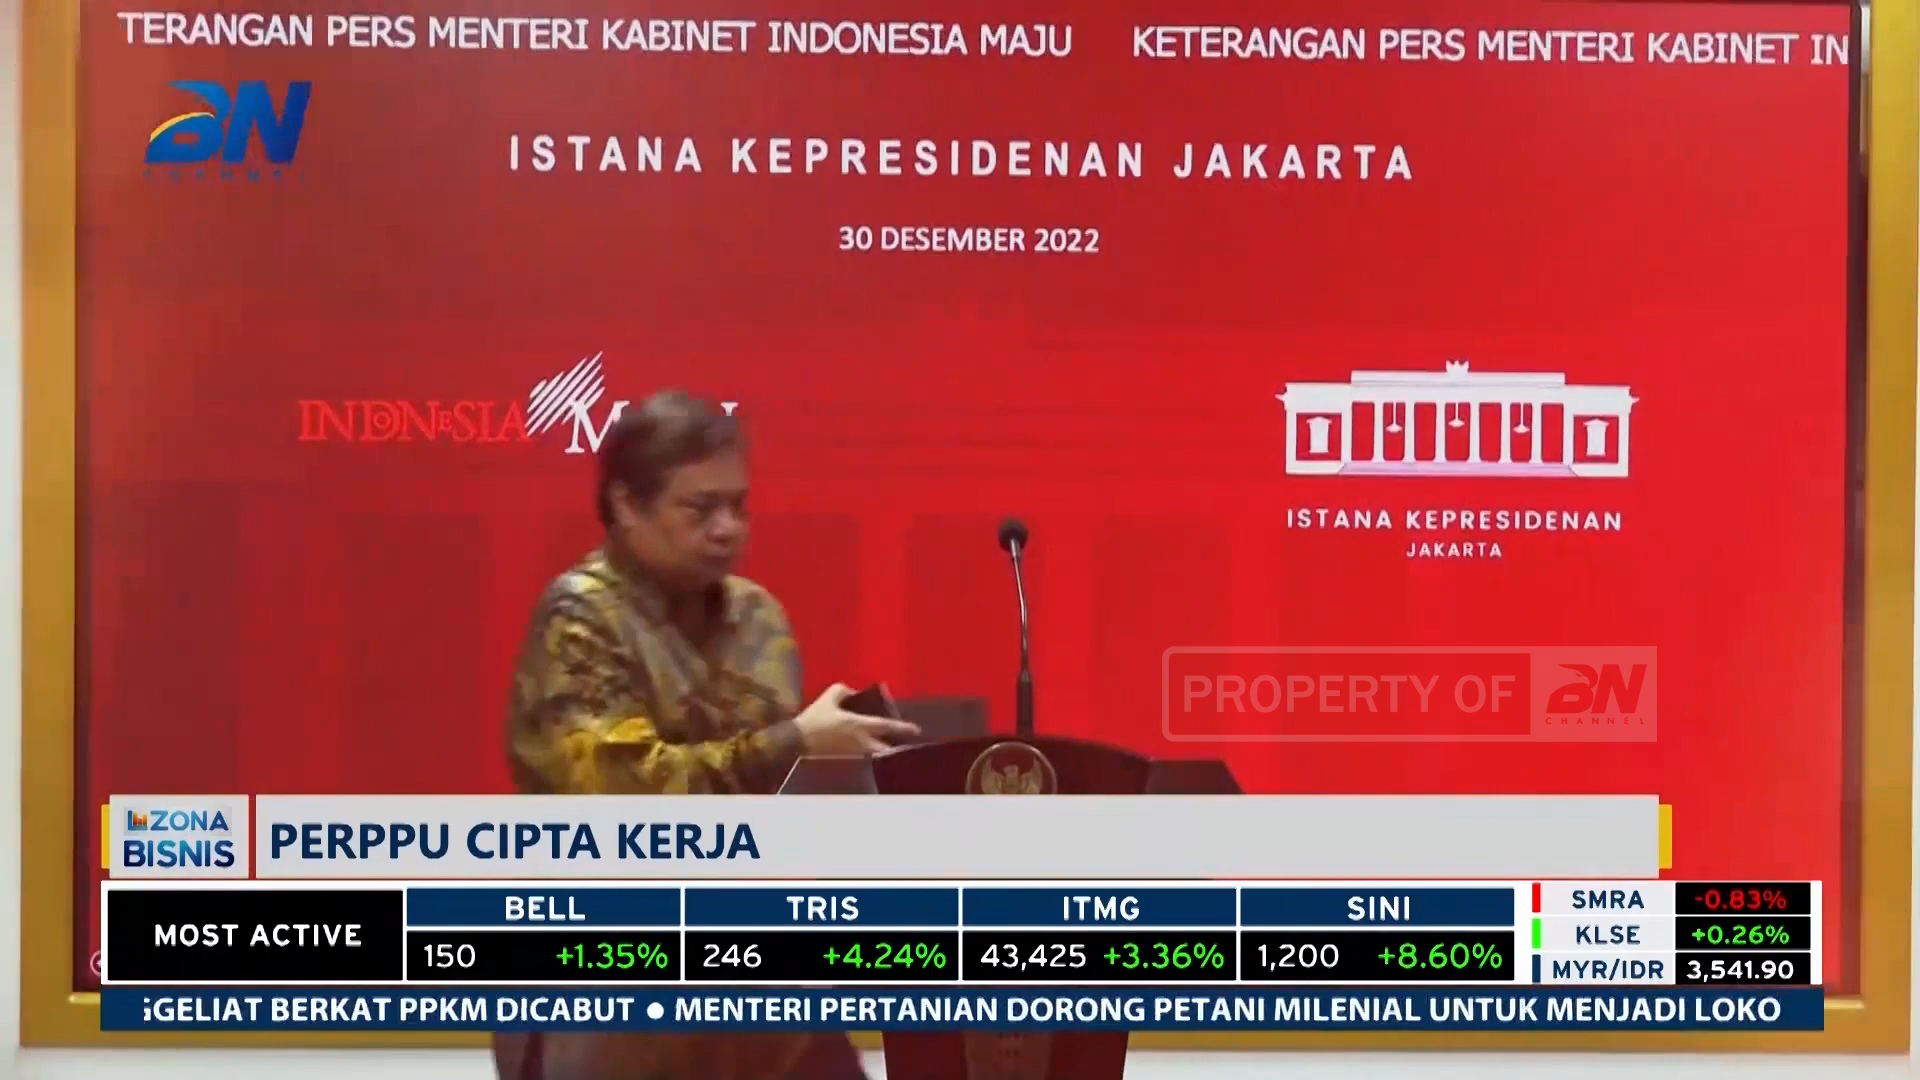 TERANGAN PERS MENTERI KABINET INDONESIA MAJU KETERANGAN PERS MENTERI KABINET IN
BN
CHANNEL
ISTANA KEPRESIDENAN JAKARTA
30 DESEMBER 2022
INDONESIA
ISTANA KEPRESIDENAN
JAKARTA
PROPERTY OF BN
CHANNEL
ZONA
BISNIS
PERPPU CIPTA KERJA
MOST ACTIVE
BELL
150 +1.35%
TRIS
246 +4.24%
ITMG
43,425 +3.36%
SINI
1,200 +8.60%
SMRA -0.83%
KLSE +0.26%
MYR/IDR 3,541.90
GGELIAT BERKAT PPKM DICABUT ● MENTERI PERTANIAN DORONG PETANI MILENIAL UNTUK MENJADI LOKO